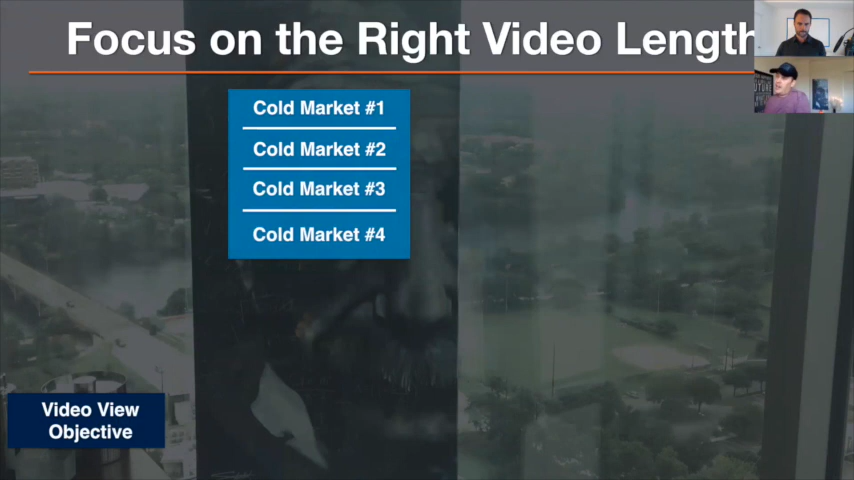 Focus on the Right Video Length
Cold Market #1
Cold Market #2
Cold Market #3
Cold Market #4
Video View
Objective